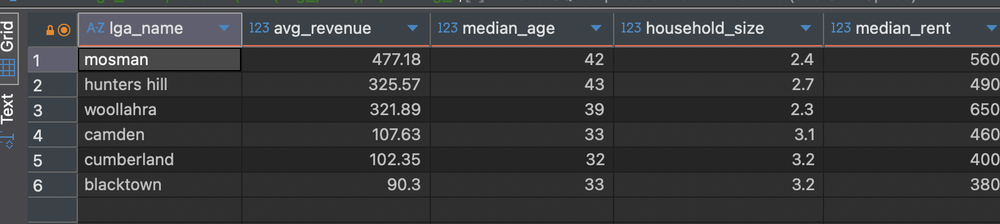 Grid
Text
A-Z lga_name 123 avg_revenue 123 median_age 123 household_size 123 median_rent
1 mosman 477.18 42 2.4 560
2 hunters hill 325.57 43 2.7 490
3 woollahra 321.89 39 2.3 650
4 camden 107.63 33 3.1 460
5 cumberland 102.35 32 3.2 400
6 blacktown 90.3 33 3.2 380